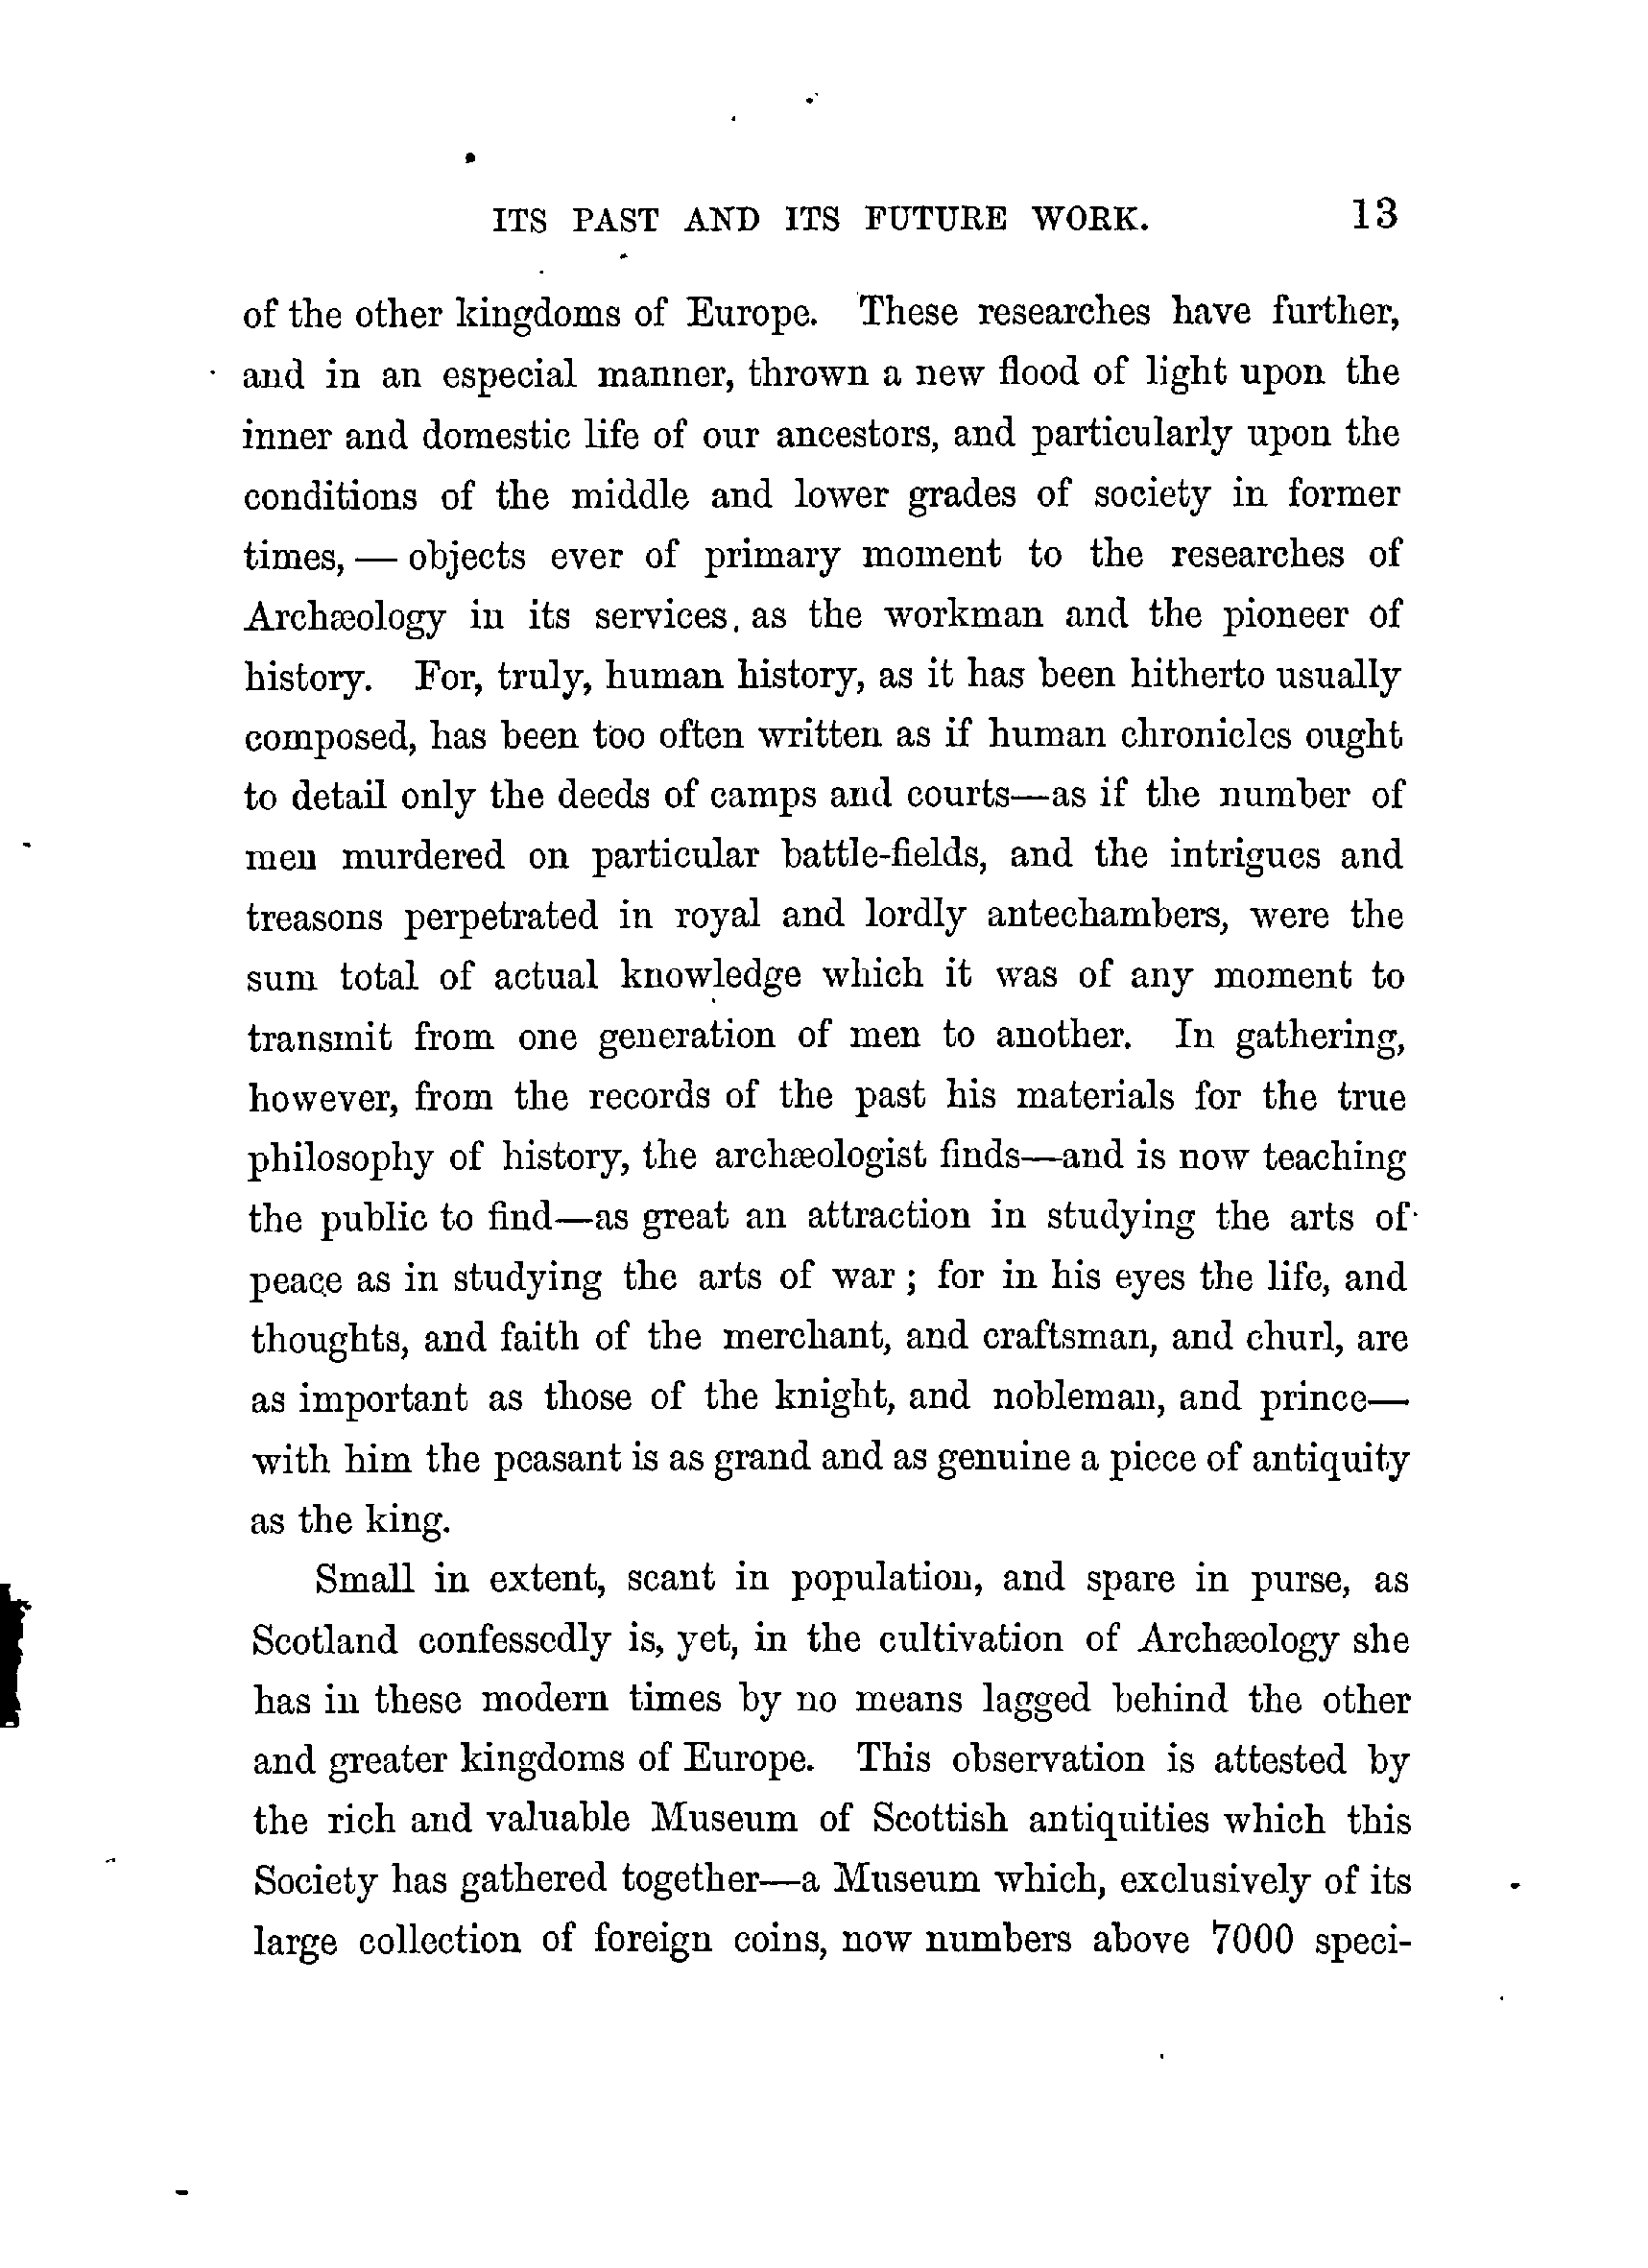 ITS PAST AND ITS FUTURE WORK. 13
of the other kingdoms of Europe. These researches have further,
and in an especial manner, thrown a new flood of light upon the
inner and domestic life of our ancestors, and particularly upon the
conditions of the middle and lower grades of society in former
times, — objects ever of primary moment to the researches of
Archæology in its services, as the workman and the pioneer of
history. For, truly, human history, as it has been hitherto usually
composed, has been too often written as if human chronicles ought
to detail only the deeds of camps and courts—as if the number of
men murdered on particular battle-fields, and the intrigues and
treasons perpetrated in royal and lordly antechambers, were the
sum total of actual knowledge which it was of any moment to
transmit from one generation of men to another. In gathering,
however, from the records of the past his materials for the true
philosophy of history, the archæologist finds—and is now teaching
the public to find—as great an attraction in studying the arts of
peace as in studying the arts of war; for in his eyes the life, and
thoughts, and faith of the merchant, and craftsman, and churl, are
as important as those of the knight, and nobleman, and prince—
with him the peasant is as grand and as genuine a piece of antiquity
as the king.
Small in extent, scant in population, and spare in purse, as
Scotland confessedly is, yet, in the cultivation of Archæology she
has in these modern times by no means lagged behind the other
and greater kingdoms of Europe. This observation is attested by
the rich and valuable Museum of Scottish antiquities which this
Society has gathered together—a Museum which, exclusively of its
large collection of foreign coins, now numbers above 7000 speci-